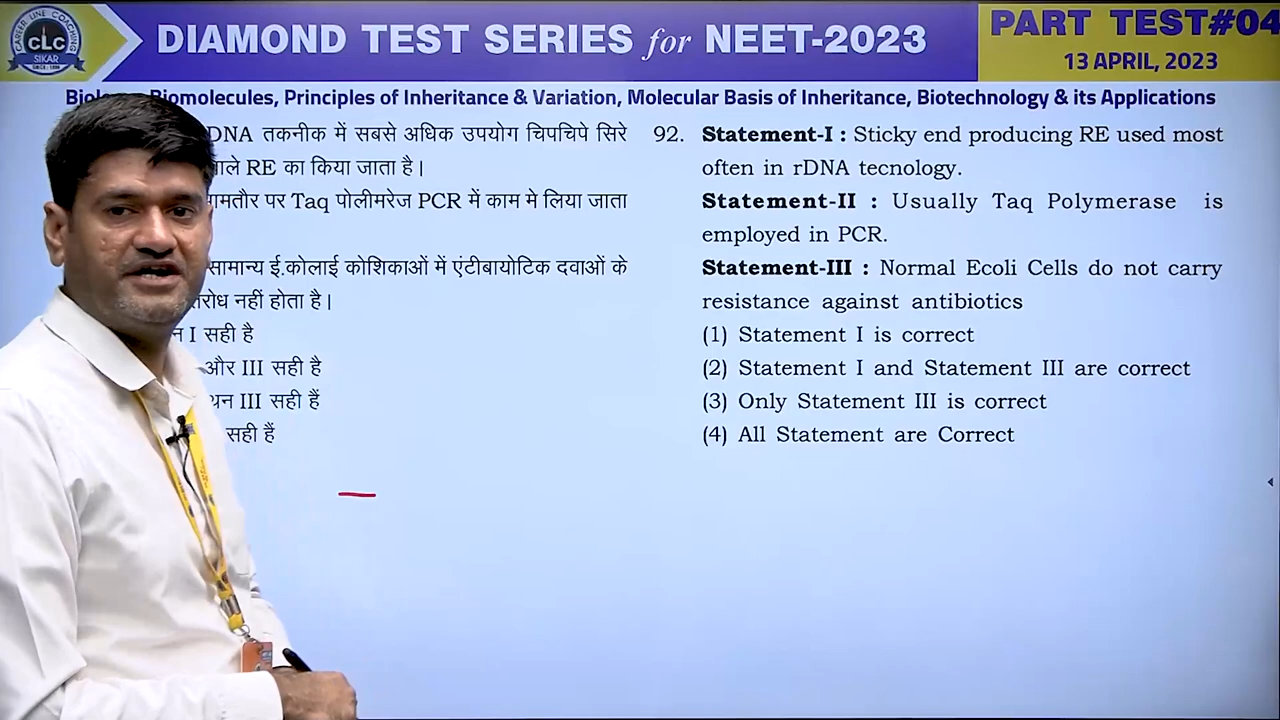 CAREER LINE COACHING
CLC
SIKAR
DIAMOND TEST SERIES for NEET-2023
PART TEST#04
13 APRIL, 2023
Biomolecules, Principles of Inheritance & Variation, Molecular Basis of Inheritance, Biotechnology & its Applications
DNA तकनीक में सबसे अधिक उपयोग चिपचिपे सिरे
RE का किया जाता है।
पर Taq पोलीमरेज PCR में काम मे लिया जाता
सामान्य ई.कोलाई कोशिकाओं में एंटीबायोटिक दवाओं के
नहीं होता है।
I सही है
और III सही है
III सही हैं
सही हैं
92. Statement-I : Sticky end producing RE used most
often in rDNA tecnology.
Statement-II : Usually Taq Polymerase is
employed in PCR.
Statement-III : Normal Ecoli Cells do not carry
resistance against antibiotics
(1) Statement I is correct
(2) Statement I and Statement III are correct
(3) Only Statement III is correct
(4) All Statement are Correct